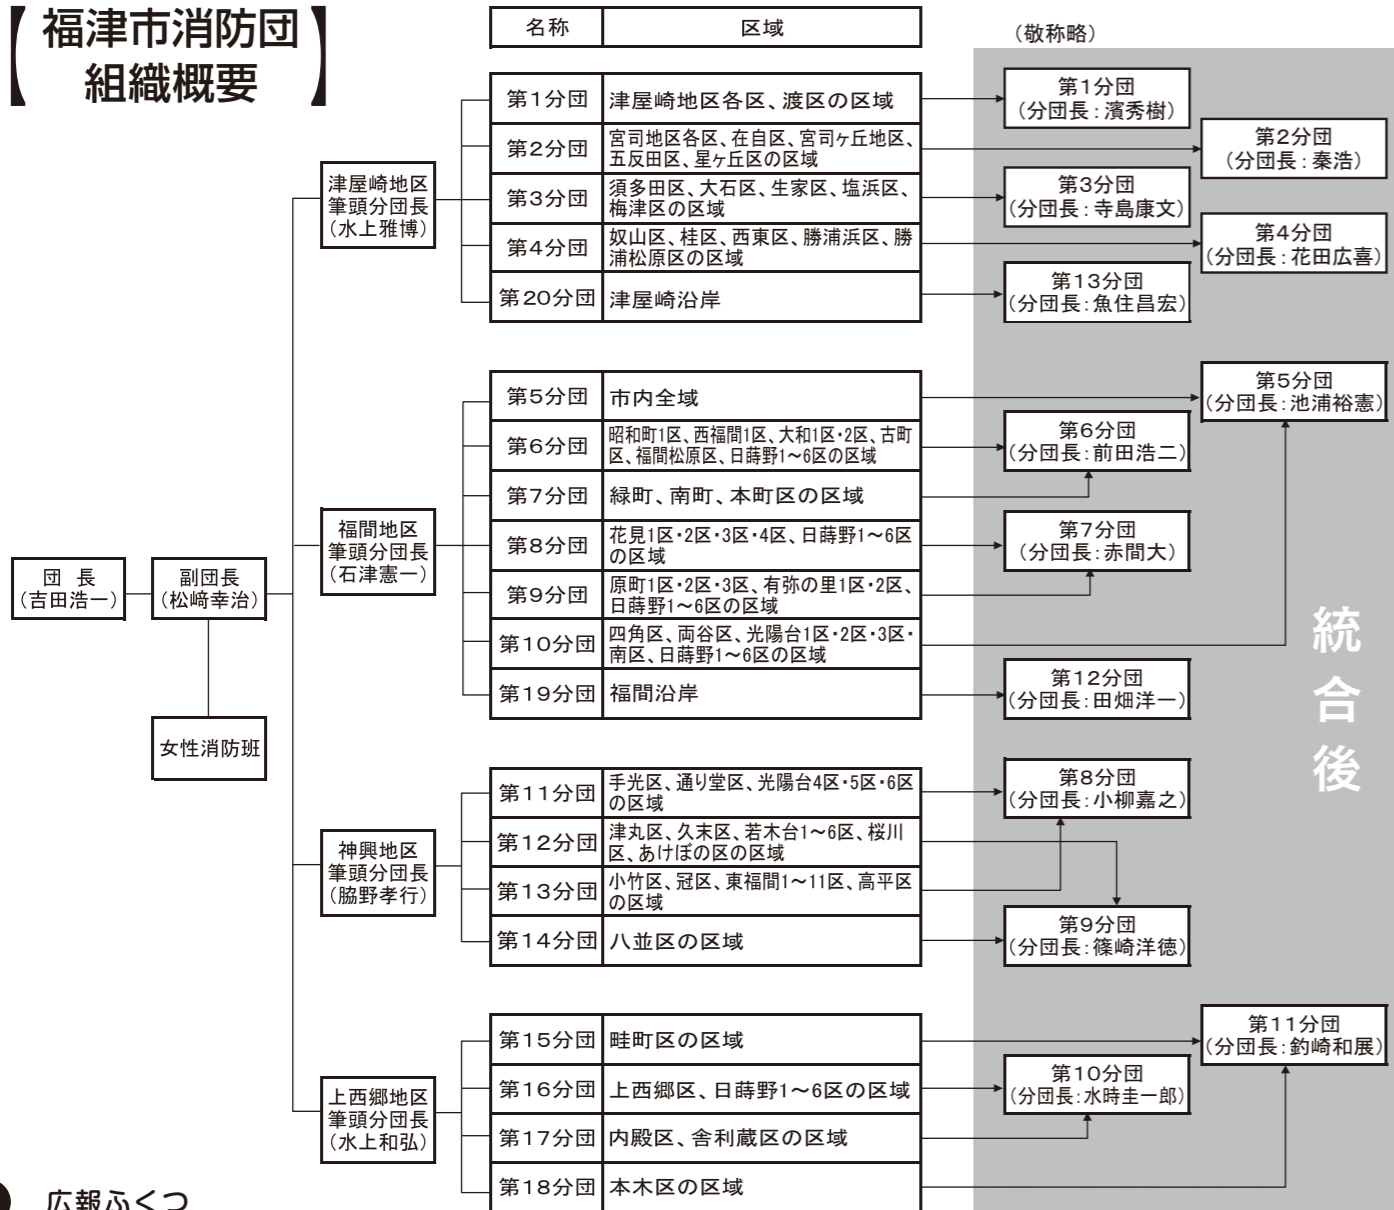 【福津市消防団
組織概要】
名称 区域
(敬称略)
団 長
(吉田浩一)
副団長
(松﨑幸治)
女性消防班
津屋崎地区
筆頭分団長
(水上雅博)
第1分団 津屋崎地区各区、渡区の区域
第2分団 宮司地区各区、在自区、宮司ヶ丘地区、
五反田区、星ヶ丘区の区域
第3分団 須多田区、大石区、生家区、塩浜区、
梅津区の区域
第4分団 奴山区、桂区、西東区、勝浦浜区、勝
浦松原区の区域
第20分団 津屋崎沿岸
第1分団
(分団長:濱秀樹)
第2分団
(分団長:秦浩)
第3分団
(分団長:寺島康文)
第4分団
(分団長:花田広喜)
第13分団
(分団長:魚住昌宏)
福間地区
筆頭分団長
(石津憲一)
第5分団 市内全域
第6分団 昭和町1区、西福間1区、大和1区・2区、古町
区、福間松原区、日蒔野1〜6区の区域
第7分団 緑町、南町、本町区の区域
第8分団 花見1区・2区・3区・4区、日蒔野1〜6区
の区域
第9分団 原町1区・2区・3区、有弥の里1区・2区、
日蒔野1〜6区の区域
第10分団 四角区、両谷区、光陽台1区・2区・3区・
南区、日蒔野1〜6区の区域
第19分団 福間沿岸
第5分団
(分団長:池浦裕憲)
第6分団
(分団長:前田浩二)
第7分団
(分団長:赤間大)
第12分団
(分団長:田畑洋一)
統合後
神興地区
筆頭分団長
(脇野孝行)
第11分団 手光区、通り堂区、光陽台4区・5区・6区
の区域
第12分団 津丸区、久末区、若木台1〜6区、桜川
区、あけぼの区の区域
第13分団 小竹区、冠区、東福間1〜11区、高平区
の区域
第14分団 八並区の区域
第8分団
(分団長:小柳嘉之)
第9分団
(分団長:篠崎洋徳)
上西郷地区
筆頭分団長
(水上和弘)
第15分団 畦町区の区域
第16分団 上西郷区、日蒔野1〜6区の区域
第17分団 内殿区、舎利蔵区の区域
第18分団 本木区の区域
第11分団
(分団長:釣崎和展)
第10分団
(分団長:水時圭一郎)
広報ふくつ